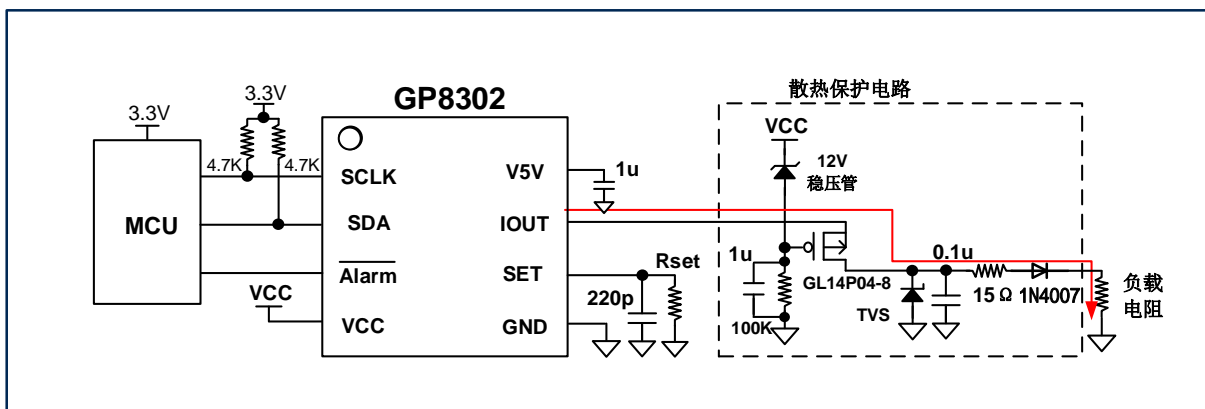 散热保护电路
GP8302
3.3V
3.3V
VCC
12V
稳压管
4.7K
4.7K
SCLK
V5V
1u
MCU
SDA
IOUT
Alarm
SET
Rset
1u
GL14P04-8
0.1u
负载
电阻
VCC
220p
15Ω
1N4007
TVS
VCC
GND
100K